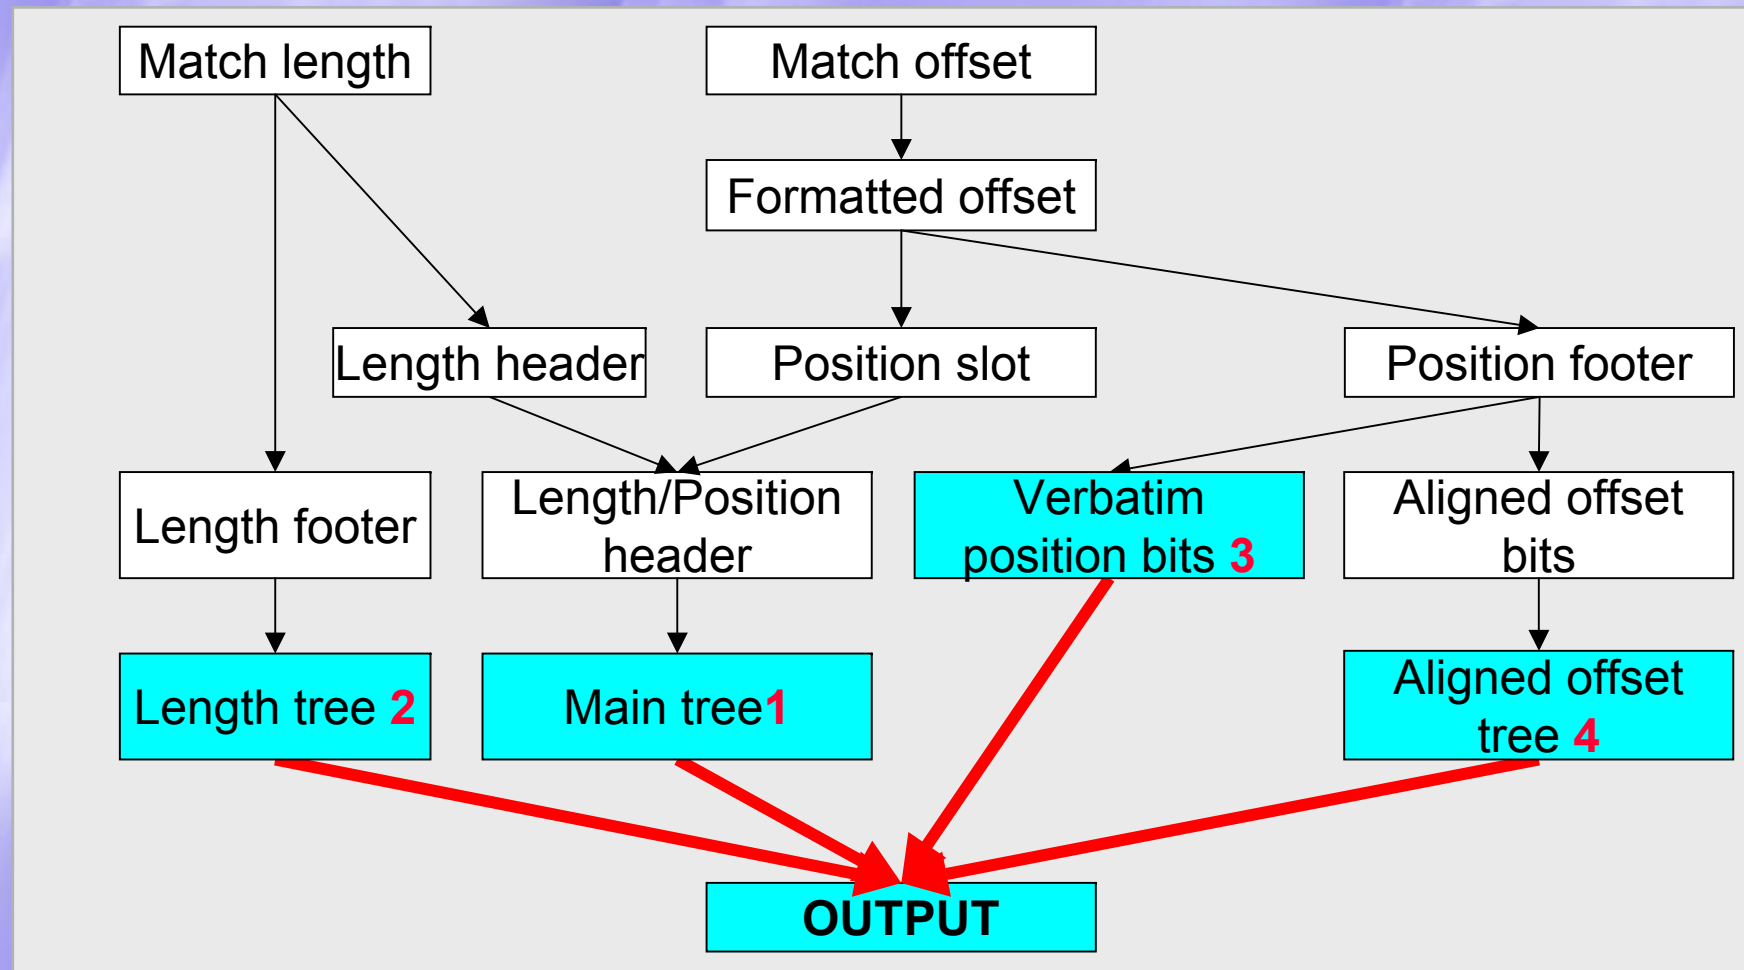 Match length
Match offset
Formatted offset
Length header
Position slot
Position footer
Length footer
Length/Position
header
Verbatim
position bits 3
Aligned offset
bits
Length tree 2
Main tree1
Aligned offset
tree 4
OUTPUT